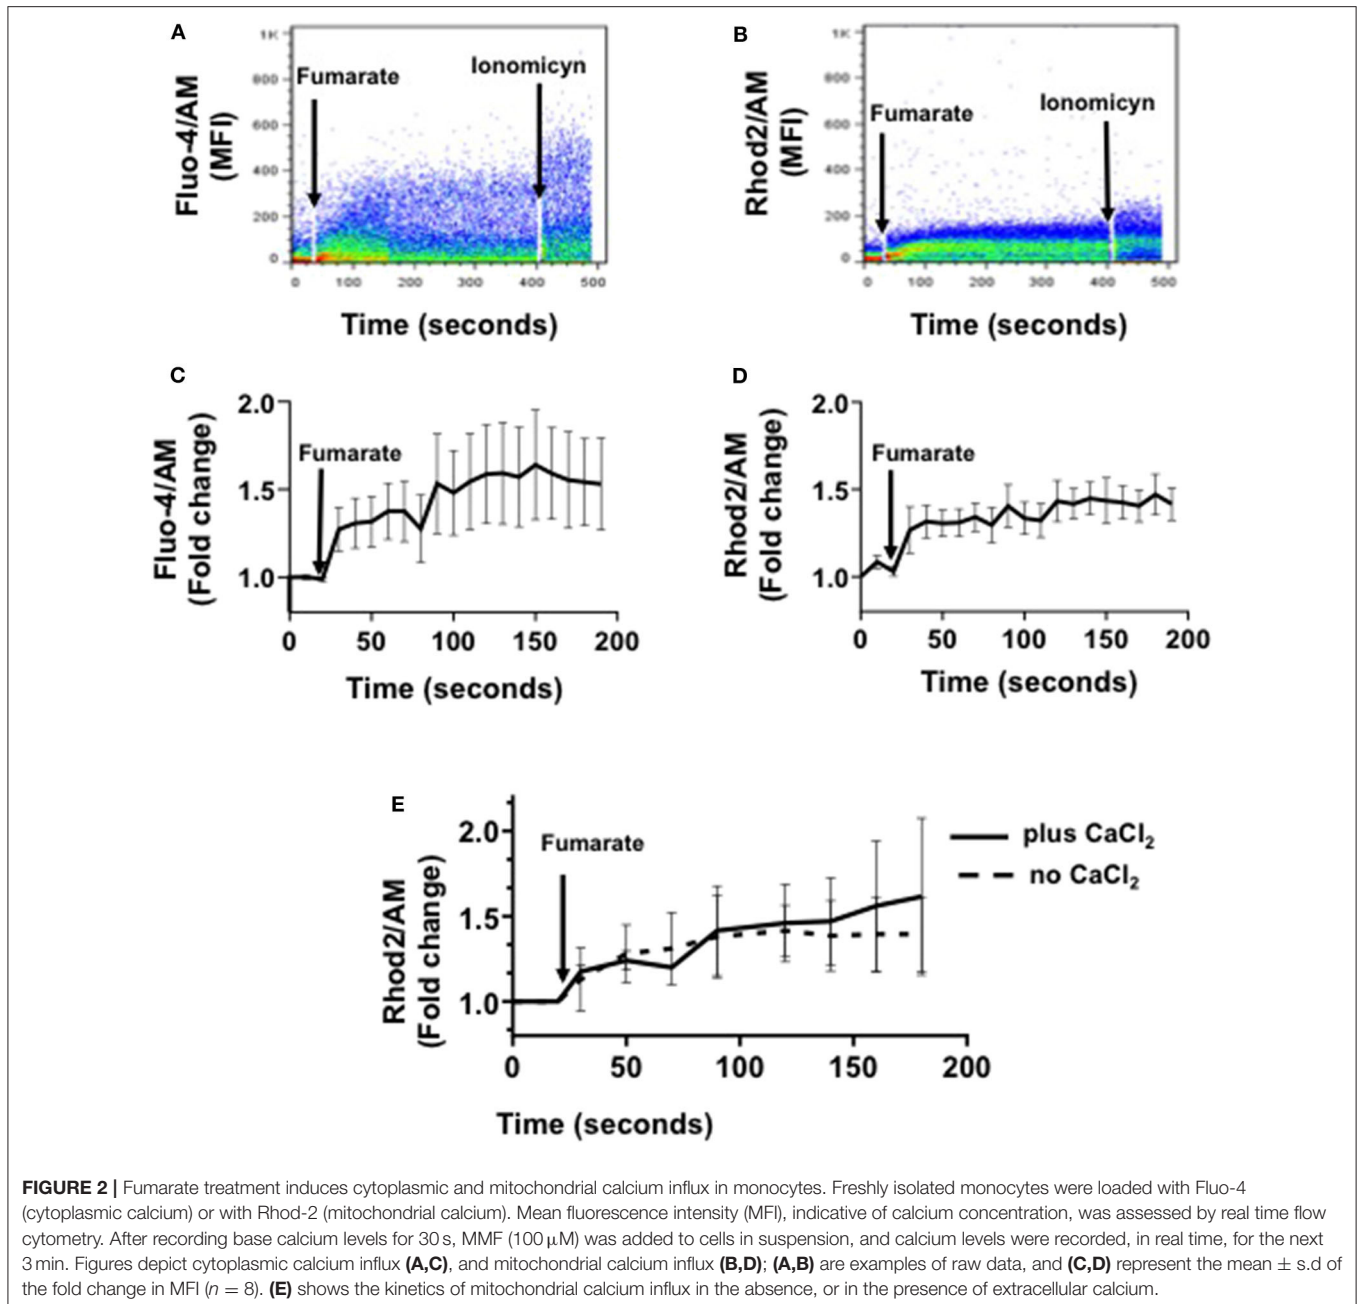 A
1K
800
600
400
200
0
Fluo-4/AM
(MFI)
Fumarate
Ionomicyn
0 100 200 300 400 500
Time (seconds)
B
1K
800
600
400
200
0
Rhod2/AM
(MFI)
Fumarate
Ionomicyn
0 100 200 300 400 500
Time (seconds)
C
2.0
1.5
1.0
Fluo-4/AM
(Fold change)
Fumarate
0 50 100 150 200
Time (seconds)
D
2.0
1.5
1.0
Rhod2/AM
(Fold change)
Fumarate
0 50 100 150 200
Time (seconds)
E
2.0
1.5
1.0
Rhod2/AM
(Fold change)
Fumarate
plus CaCl₂
no CaCl₂
0 50 100 150 200
Time (seconds)
FIGURE 2 | Fumarate treatment induces cytoplasmic and mitochondrial calcium influx in monocytes. Freshly isolated monocytes were loaded with Fluo-4
(cytoplasmic calcium) or with Rhod-2 (mitochondrial calcium). Mean fluorescence intensity (MFI), indicative of calcium concentration, was assessed by real time flow
cytometry. After recording base calcium levels for 30 s, MMF (100 μM) was added to cells in suspension, and calcium levels were recorded, in real time, for the next
3 min. Figures depict cytoplasmic calcium influx (A,C), and mitochondrial calcium influx (B,D); (A,B) are examples of raw data, and (C,D) represent the mean ± s.d of
the fold change in MFI (n = 8). (E) shows the kinetics of mitochondrial calcium influx in the absence, or in the presence of extracellular calcium.